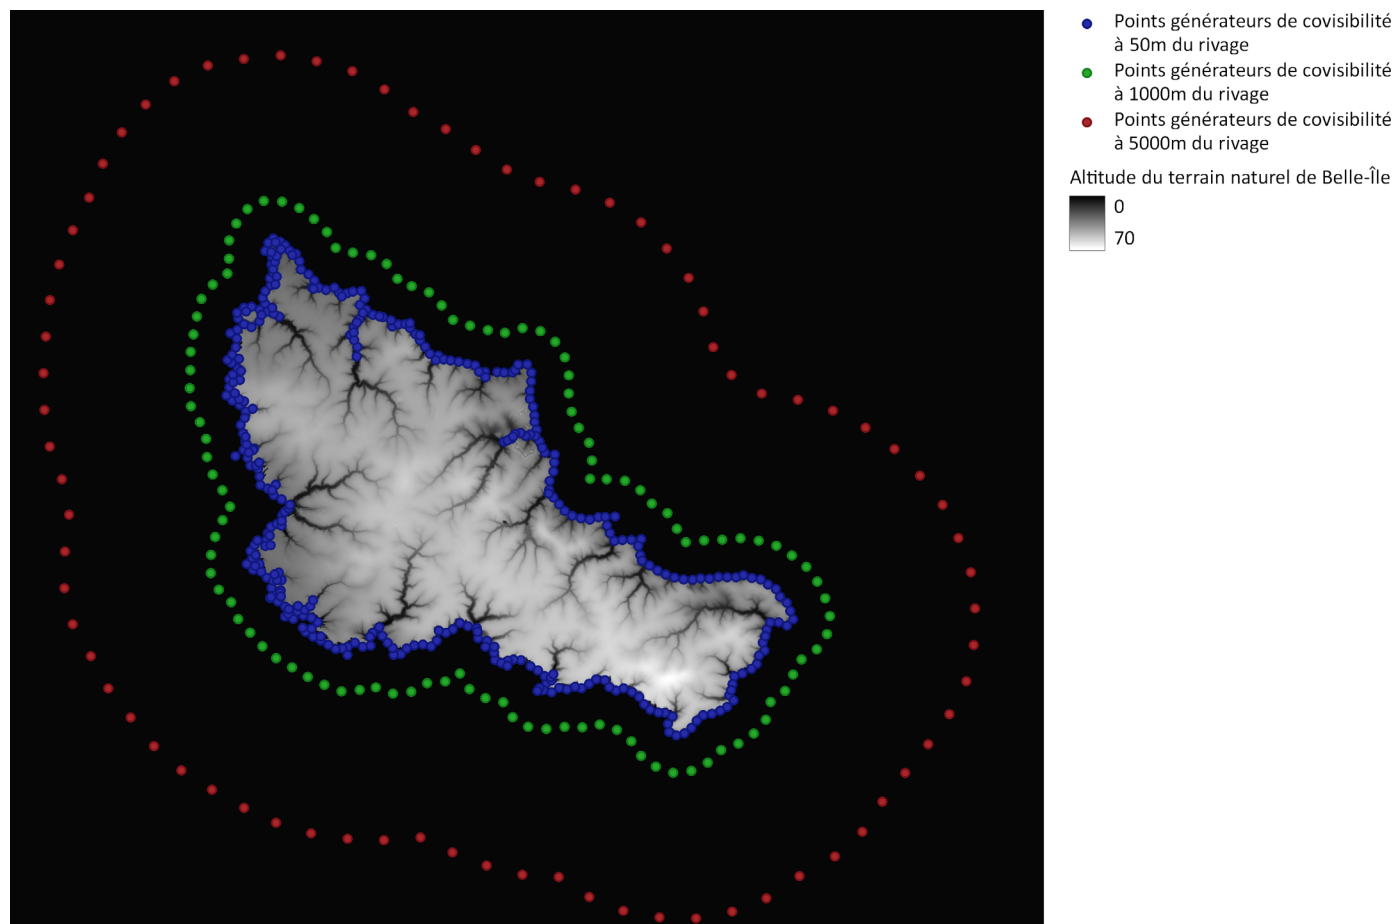 Points générateurs de covisibilité
à 50m du rivage
Points générateurs de covisibilité
à 1000m du rivage
Points générateurs de covisibilité
à 5000m du rivage
Altitude du terrain naturel de Belle-Île
0
70